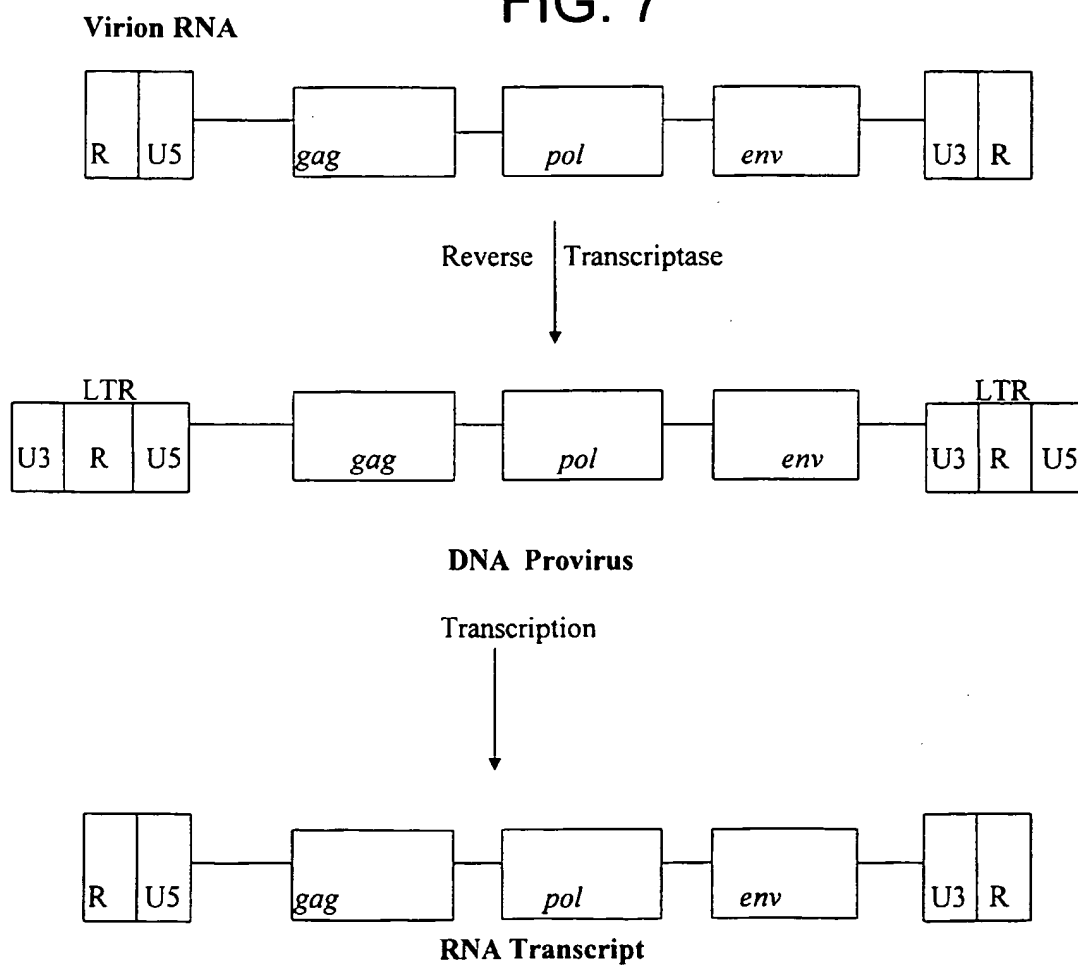 FIG. 7
Virion RNA
R U5 gag pol env U3 R
Reverse Transcriptase
LTR LTR
U3 R U5 gag pol env U3 R U5
DNA Provirus
Transcription
R U5 gag pol env U3 R
RNA Transcript